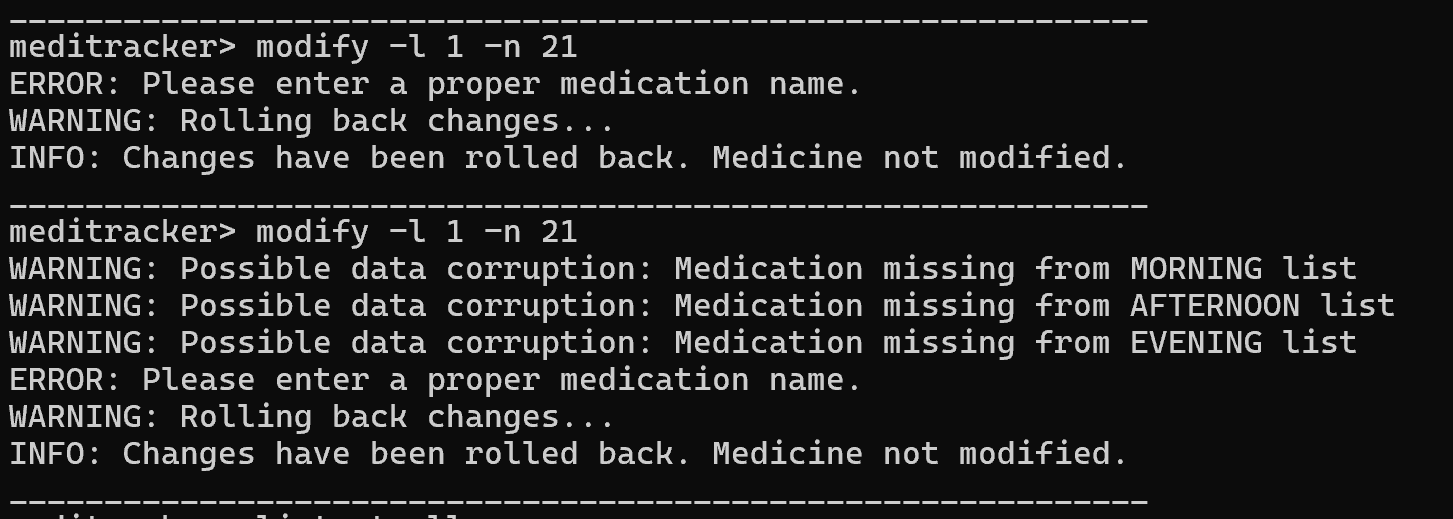 ____________________________________________________________
meditracker> modify -l 1 -n 21
ERROR: Please enter a proper medication name.
WARNING: Rolling back changes...
INFO: Changes have been rolled back. Medicine not modified.
____________________________________________________________
meditracker> modify -l 1 -n 21
WARNING: Possible data corruption: Medication missing from MORNING list
WARNING: Possible data corruption: Medication missing from AFTERNOON list
WARNING: Possible data corruption: Medication missing from EVENING list
ERROR: Please enter a proper medication name.
WARNING: Rolling back changes...
INFO: Changes have been rolled back. Medicine not modified.
____________________________________________________________